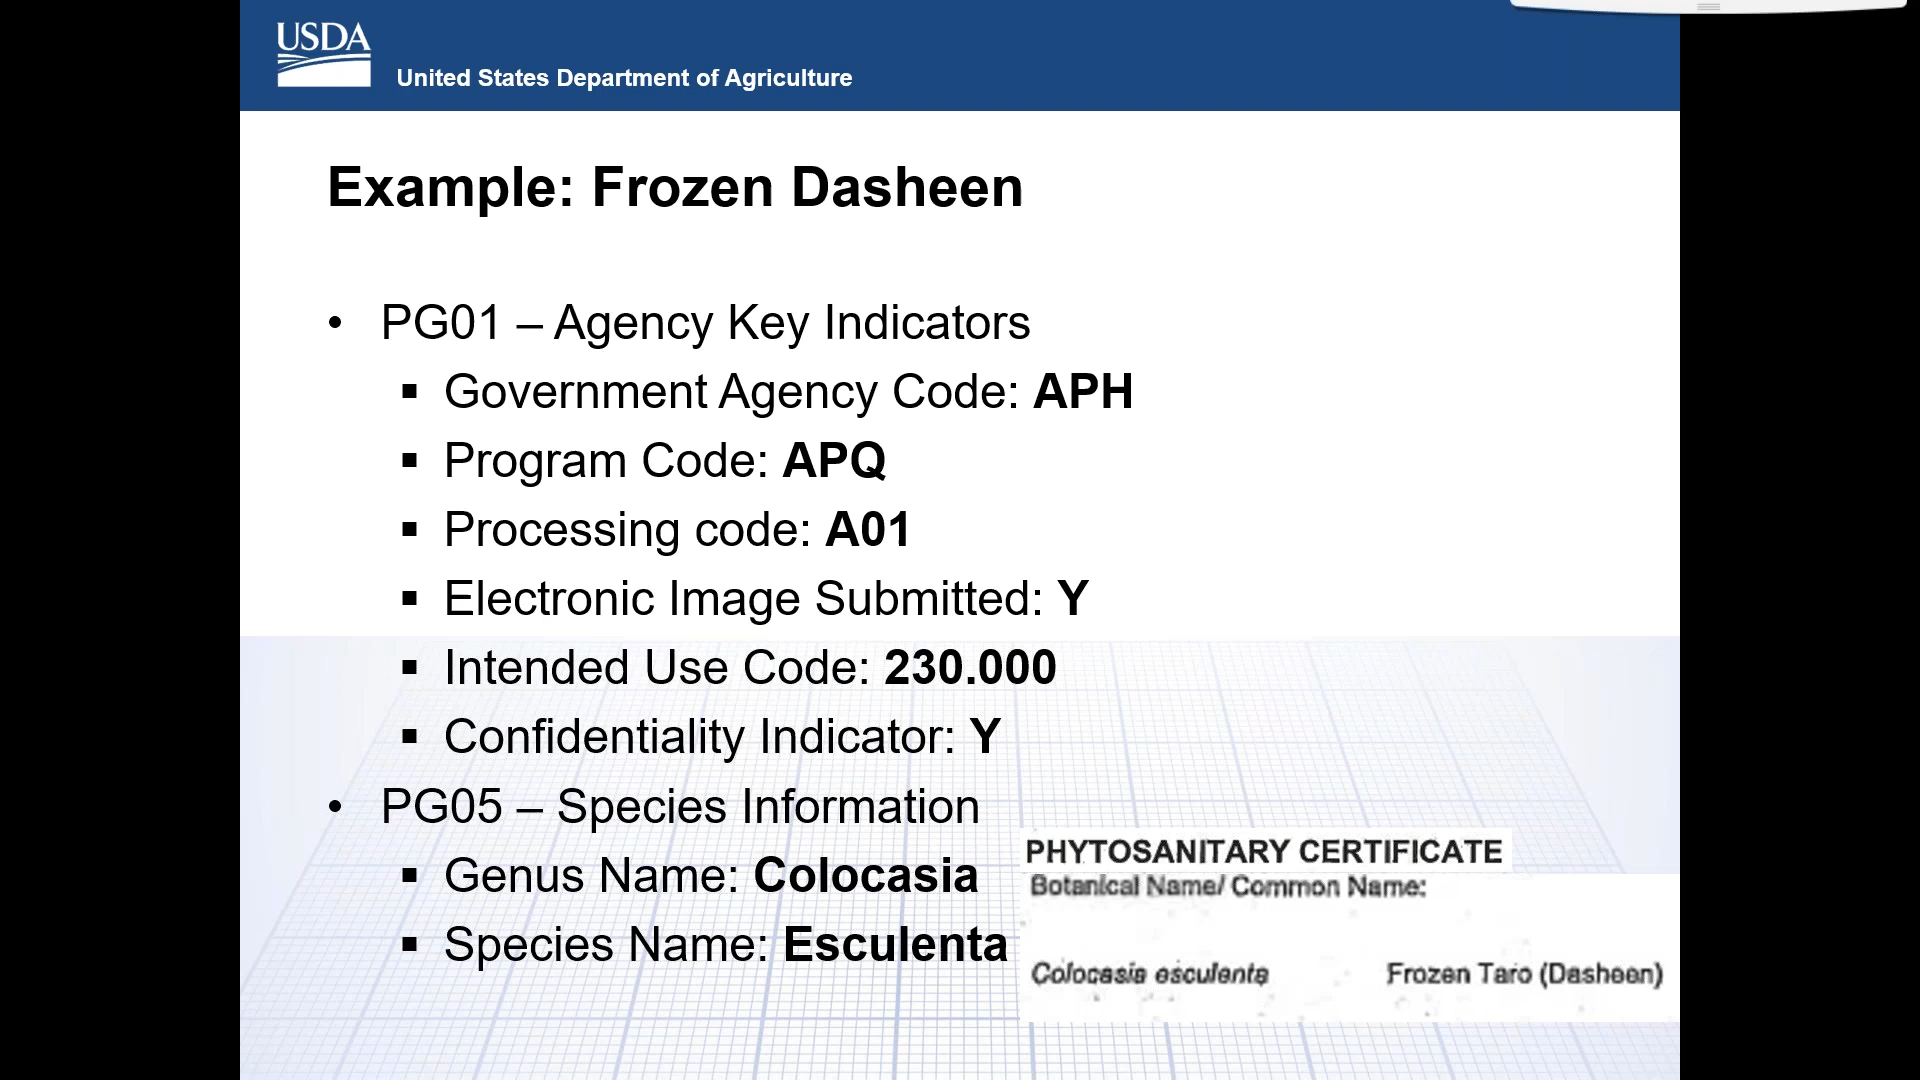 USDA
United States Department of Agriculture
Example: Frozen Dasheen
• PG01 – Agency Key Indicators
▪ Government Agency Code: APH
▪ Program Code: APQ
▪ Processing code: A01
▪ Electronic Image Submitted: Y
▪ Intended Use Code: 230.000
▪ Confidentiality Indicator: Y
• PG05 – Species Information
▪ Genus Name: Colocasia
▪ Species Name: Esculenta
PHYTOSANITARY CERTIFICATE
Botanical Name/ Common Name:
Colocasia esculenta Frozen Taro (Dasheen)